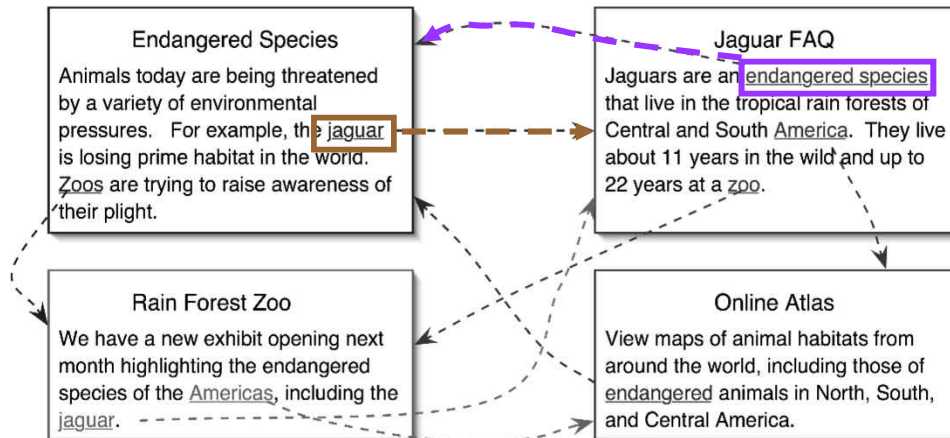 Endangered Species
Animals today are being threatened
by a variety of environmental
pressures. For example, the jaguar
is losing prime habitat in the world.
Zoos are trying to raise awareness of
their plight.
Jaguar FAQ
Jaguars are an endangered species
that live in the tropical rain forests of
Central and South America. They live
about 11 years in the wild and up to
22 years at a zoo.
Rain Forest Zoo
We have a new exhibit opening next
month highlighting the endangered
species of the Americas, including the
jaguar.
Online Atlas
View maps of animal habitats from
around the world, including those of
endangered animals in North, South,
and Central America.